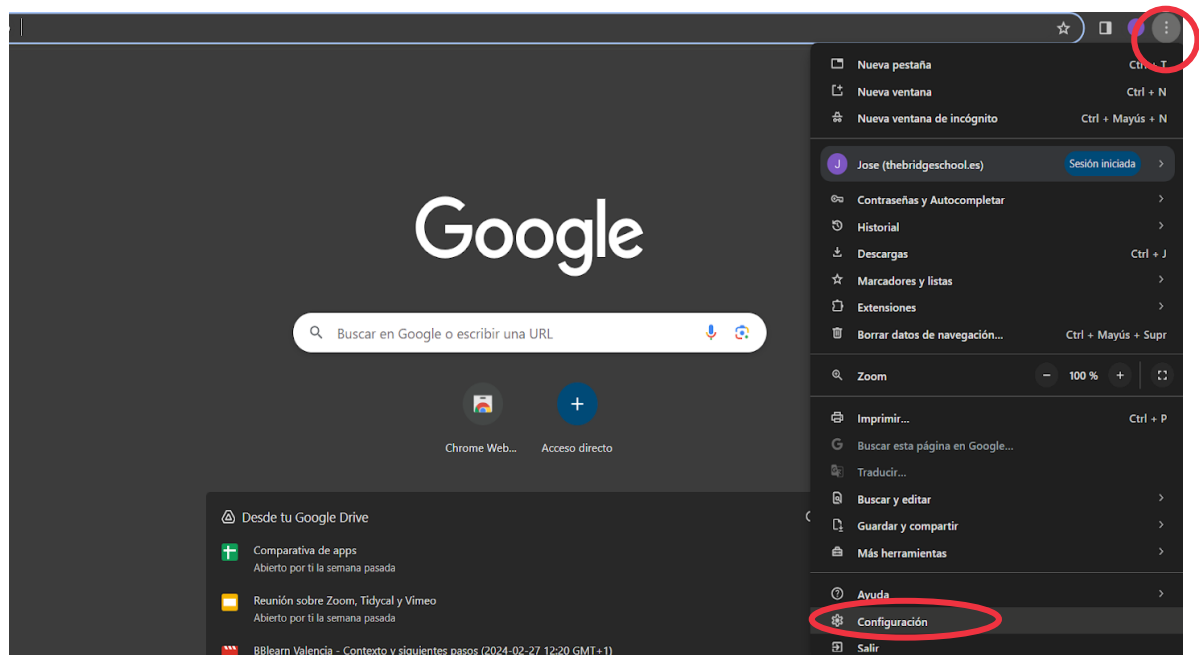 Nueva pestaña Ctrl + T
Nueva ventana Ctrl + N
Nueva ventana de incógnito Ctrl + Mayús + N
J Jose (thebridgeschool.es) Sesión iniciada
Contraseñas y Autocompletar
Historial
Descargas Ctrl + J
Marcadores y listas
Extensiones
Borrar datos de navegación... Ctrl + Mayús + Supr
Zoom − 100 % +
Imprimir... Ctrl + P
Buscar esta página en Google...
Traducir...
Buscar y editar
Guardar y compartir
Más herramientas
Ayuda
Configuración
Salir
Google
Buscar en Google o escribir una URL
Chrome Web... Acceso directo
Desde tu Google Drive
Comparativa de apps
Abierto por ti la semana pasada
Reunión sobre Zoom, Tidycal y Vimeo
Abierto por ti la semana pasada
BBlearn Valencia - Contexto y siguientes pasos (2024-02-27 12:20 GMT+1)